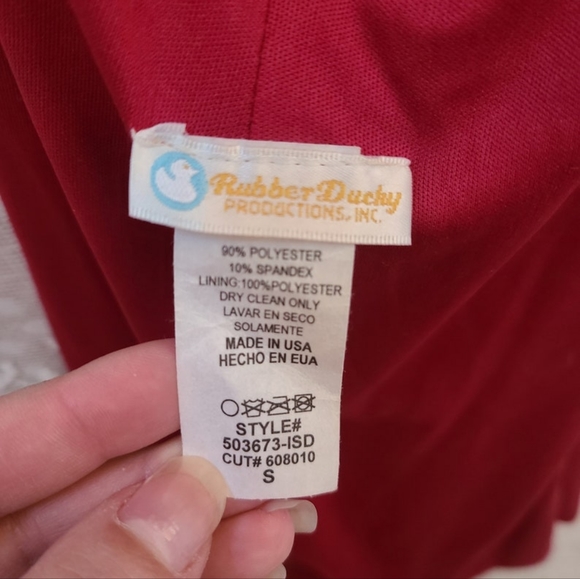 Rubber Ducky
PRODUCTIONS, INC.
90% POLYESTER
10% SPANDEX
LINING:100%POLYESTER
DRY CLEAN ONLY
LAVAR EN SECO
SOLAMENTE
MADE IN USA
HECHO EN EUA
STYLE#
503673-ISD
CUT# 608010
S